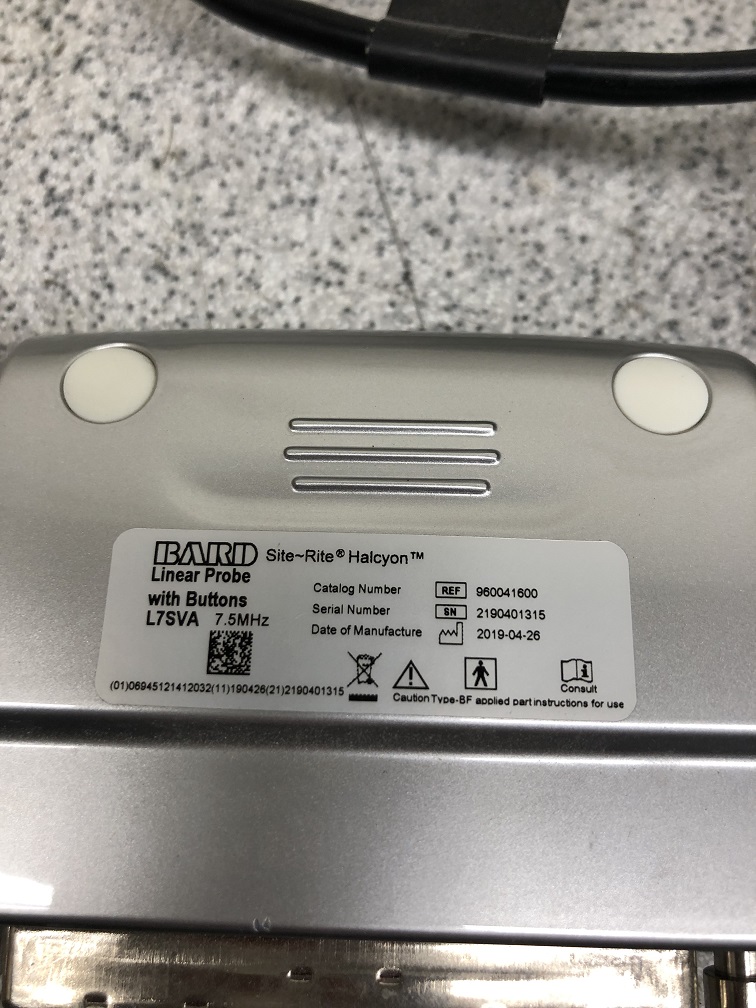 BARD Site~Rite® Halcyon™
Linear Probe
with Buttons
L7SVA 7.5MHz
Catalog Number REF 960041600
Serial Number SN 2190401315
Date of Manufacture 2019-04-26
(01)06945121412032(11)190426(21)2190401315
Caution Type-BF applied part Consult instructions for use